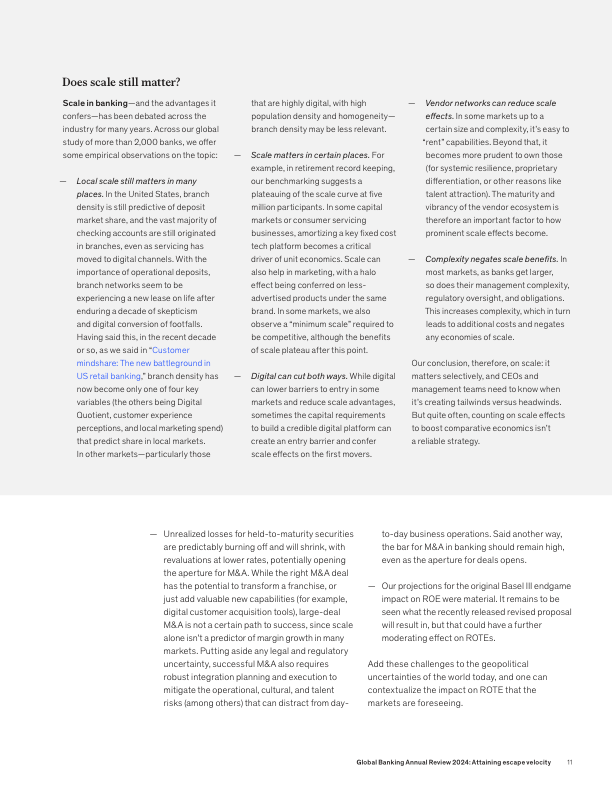 Does scale still matter?
Scale in banking—and the advantages it
confers—has been debated across the
industry for many years. Across our global
study of more than 2,000 banks, we offer
some empirical observations on the topic:
— Local scale still matters in many
places. In the United States, branch
density is still predictive of deposit
market share, and the vast majority of
checking accounts are still originated
in branches, even as servicing has
moved to digital channels. With the
importance of operational deposits,
branch networks seem to be
experiencing a new lease on life after
enduring a decade of skepticism
and digital conversion of footfalls.
Having said this, in the recent decade
or so, as we said in “Customer
mindshare: The new battleground in
US retail banking,” branch density has
now become only one of four key
variables (the others being Digital
Quotient, customer experience
perceptions, and local marketing spend)
that predict share in local markets.
In other markets—particularly those
that are highly digital, with high
population density and homogeneity—
branch density may be less relevant.
— Scale matters in certain places. For
example, in retirement record keeping,
our benchmarking suggests a
plateauing of the scale curve at five
million participants. In some capital
markets or consumer servicing
businesses, amortizing a key fixed cost
tech platform becomes a critical
driver of unit economics. Scale can
also help in marketing, with a halo
effect being conferred on less-
advertised products under the same
brand. In some markets, we also
observe a “minimum scale” required to
be competitive, although the benefits
of scale plateau after this point.
— Digital can cut both ways. While digital
can lower barriers to entry in some
markets and reduce scale advantages,
sometimes the capital requirements
to build a credible digital platform can
create an entry barrier and confer
scale effects on the first movers.
— Vendor networks can reduce scale
effects. In some markets up to a
certain size and complexity, it’s easy to
“rent” capabilities. Beyond that, it
becomes more prudent to own those
(for systemic resilience, proprietary
differentiation, or other reasons like
talent attraction). The maturity and
vibrancy of the vendor ecosystem is
therefore an important factor to how
prominent scale effects become.
— Complexity negates scale benefits. In
most markets, as banks get larger,
so does their management complexity,
regulatory oversight, and obligations.
This increases complexity, which in turn
leads to additional costs and negates
any economies of scale.
Our conclusion, therefore, on scale: it
matters selectively, and CEOs and
management teams need to know when
it’s creating tailwinds versus headwinds.
But quite often, counting on scale effects
to boost comparative economics isn’t
a reliable strategy.
— Unrealized losses for held-to-maturity securities
are predictably burning off and will shrink, with
revaluations at lower rates, potentially opening
the aperture for M&A. While the right M&A deal
has the potential to transform a franchise, or
just add valuable new capabilities (for example,
digital customer acquisition tools), large-deal
M&A is not a certain path to success, since scale
alone isn’t a predictor of margin growth in many
markets. Putting aside any legal and regulatory
uncertainty, successful M&A also requires
robust integration planning and execution to
mitigate the operational, cultural, and talent
risks (among others) that can distract from day-
to-day business operations. Said another way,
the bar for M&A in banking should remain high,
even as the aperture for deals opens.
— Our projections for the original Basel III endgame
impact on ROE were material. It remains to be
seen what the recently released revised proposal
will result in, but that could have a further
moderating effect on ROTEs.
Add these challenges to the geopolitical
uncertainties of the world today, and one can
contextualize the impact on ROTE that the
markets are foreseeing.
Global Banking Annual Review 2024: Attaining escape velocity 11